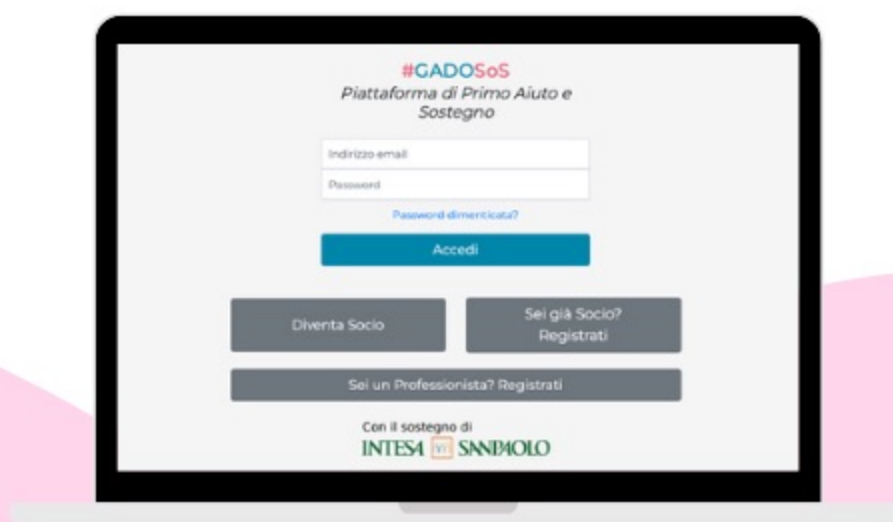 #GADOSoS
Piattaforma di Primo Aiuto e
Sostegno
Indirizzo email
Password
Password dimenticata?
Accedi
Diventa Socio
Sei già Socio?
Registrati
Sei un Professionista? Registrati
Con il sostegno di
INTESA SANPAOLO